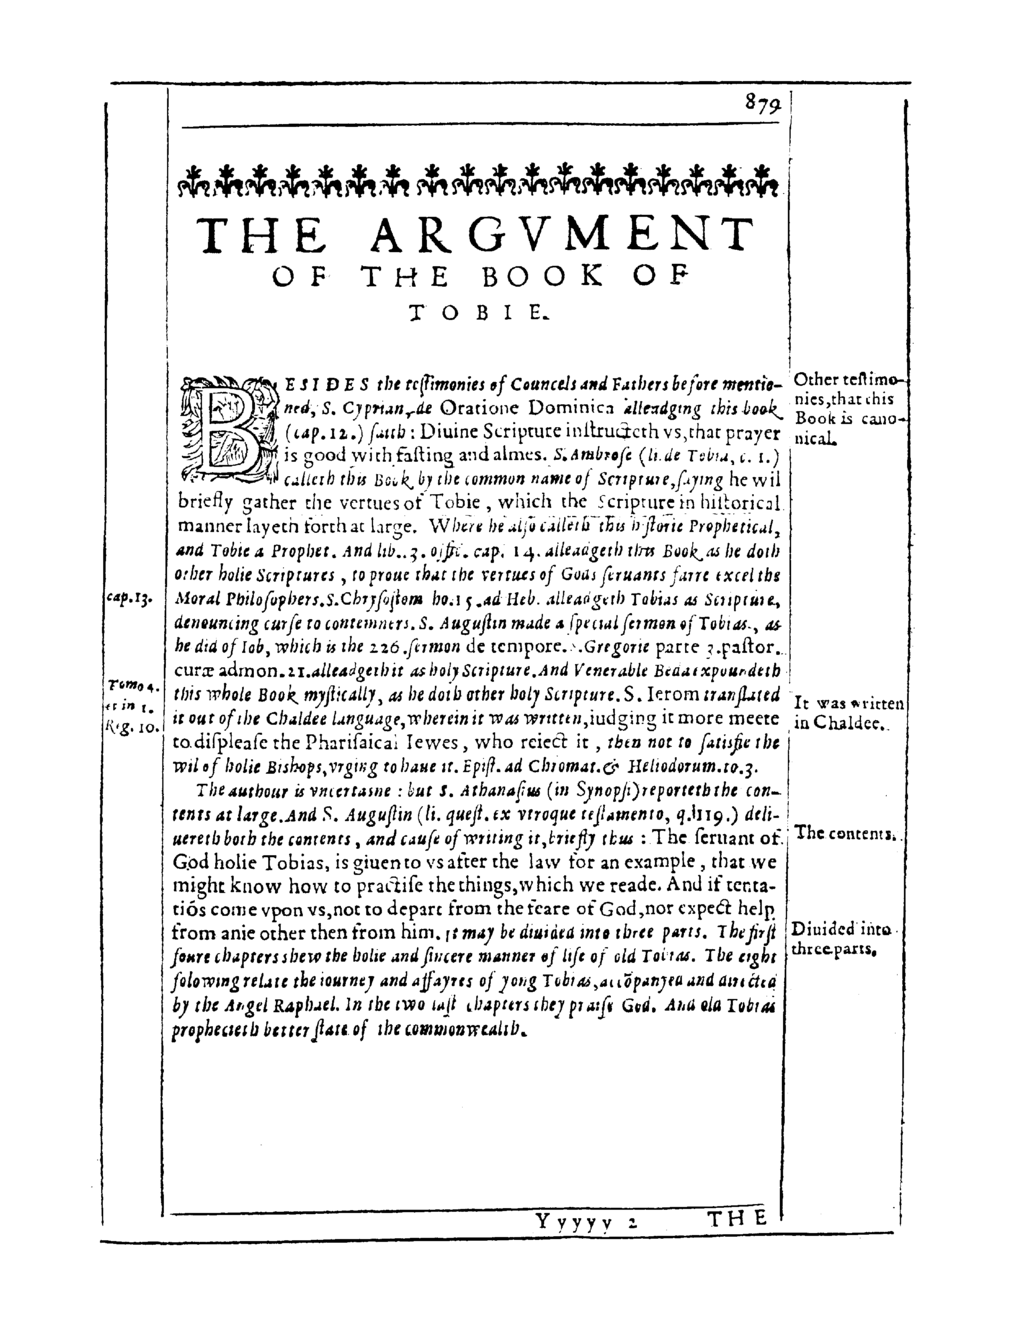 879
THE ARGVMENT
OF THE BOOK OF
TOBIE.
BESIDES the teſtimonies of Councels and Fathers before mentio-
ned, S. Cyprian, de Oratione Dominica alleadging this book
(cap. 12.) ſaith : Diuine Scripture inſtructeth vs, that prayer
is good with faſting and almes. S. Ambroſe (li. de Tobia, c. 1.)
calleth this Book by the common name of Scripture, ſaying he wil
briefly gather the vertues of Tobie, which the Scripture in hiſtorical
manner layeth forth at large. Where he alſo calleth this hiſtorie Prophetical,
and Tobie a Prophet. And lib.. 3. offic. cap. 14. alleadgeth this Book as he doth
other holie Scriptures, to proue that the vertues of Gods ſeruants farre excel the
Moral Philoſophers. S. Chryſoſtom ho. 15. ad Heb. alleadgeth Tobias as Scripture,
denouncing curſe to contemners. S. Auguſtin made a ſpecial ſermon of Tobias, as
he did of Iob, which is the 226. ſermon de tempore. S. Gregorie parte 3. paſtor.
curæ admon. 21. alleadgeth it as holy Scripture. And Venerable Beda expoundeth
this whole Book myſtically, as he doth other holy Scripture. S. Ierom tranſlated
it out of the Chaldee language, wherein it was written, iudging it more meete
to diſpleaſe the Phariſaical Iewes, who reiect it, then not to ſatisfie the
wil of holie Bishops, vrging to haue it. Epiſt. ad Chromat. & Heliodorum. to. 3.
The authour is vncertaine : but S. Athanaſius (in Synopſi) reporteth the con-
tents at large. And S. Auguſtin (li. queſt. ex vtroque teſtamento, q. 119.) deli-
uereth both the contents, and cauſe of writing it, briefly thus : The ſeruant of
God holie Tobias, is giuen to vs after the law for an example, that we
might know how to practiſe the things, which we reade. And if tenta-
tiōs come vpon vs, not to depart from the feare of God, nor expect help
from anie other then from him. It may be diuided into three parts. The firſt
foure chapters shew the holie and ſincere manner of life of old Tobias. The eight
folowing relate the iourney and affayres of yong Tobias, accōpanyed and directed
by the Angel Raphael. In the two laſt chapters they praiſe God. And old Tobias
prophecieth better ſtate of the commonwealth.
Yyyyy 2 THE
cap. 13.
Tomo 4.
et in 1.
Reg. 10.
Other teſtimo-
nies, that this
Book is cano-
nical.
It was written
in Chaldee.
The contents.
Diuided into
three parts.